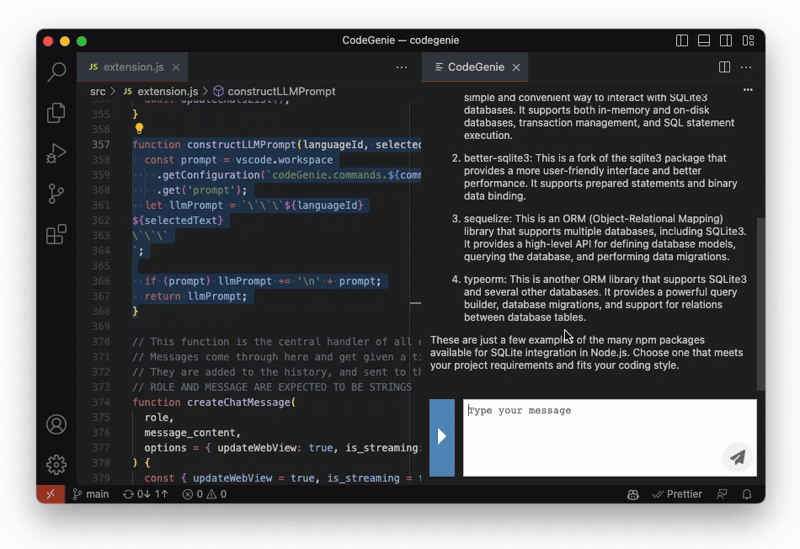 CodeGenie — codegenie
JS extension.js ×
CodeGenie ×
src > JS extension.js > constructLLMPrompt
354 await updateChatsList();
355 }
356
357 function constructLLMPrompt(languageId, selected
358 const prompt = vscode.workspace
359 .getConfiguration(`codeGenie.commands.${comm
360 .get('prompt');
361 let llmPrompt = `\`\`\`${languageId}
362 ${selectedText}
363 \`\`\`
364 `;
365
366 if (prompt) llmPrompt += '\n' + prompt;
367 return llmPrompt;
368 }
369
370 // This function is the central handler of all
371 // Messages come through here and get given a ti
372 // They are added to the history, and sent to th
373 // ROLE AND MESSAGE ARE EXPECTED TO BE STRINGS
374 function createChatMessage(
375 role,
376 message_content,
377 options = { updateWebView: true, is_streaming:
378 ) {
379 const { updateWebView = true, is_streaming =
simple and convenient way to interact with SQLite3
databases. It supports both in-memory and on-disk
databases, transaction management, and SQL statement
execution.
2. better-sqlite3: This is a fork of the sqlite3 package that
provides a more user-friendly interface and better
performance. It supports prepared statements and binary
data binding.
3. sequelize: This is an ORM (Object-Relational Mapping)
library that supports multiple databases, including SQLite3.
It provides a high-level API for defining database models,
querying the database, and performing data migrations.
4. typeorm: This is another ORM library that supports SQLite3
and several other databases. It provides a powerful query
builder, database migrations, and support for relations
between database tables.
These are just a few examples of the many npm packages
available for SQLite integration in Node.js. Choose one that meets
your project requirements and fits your coding style.
Type your message
main 0↓ 1↑ 0 0 Prettier